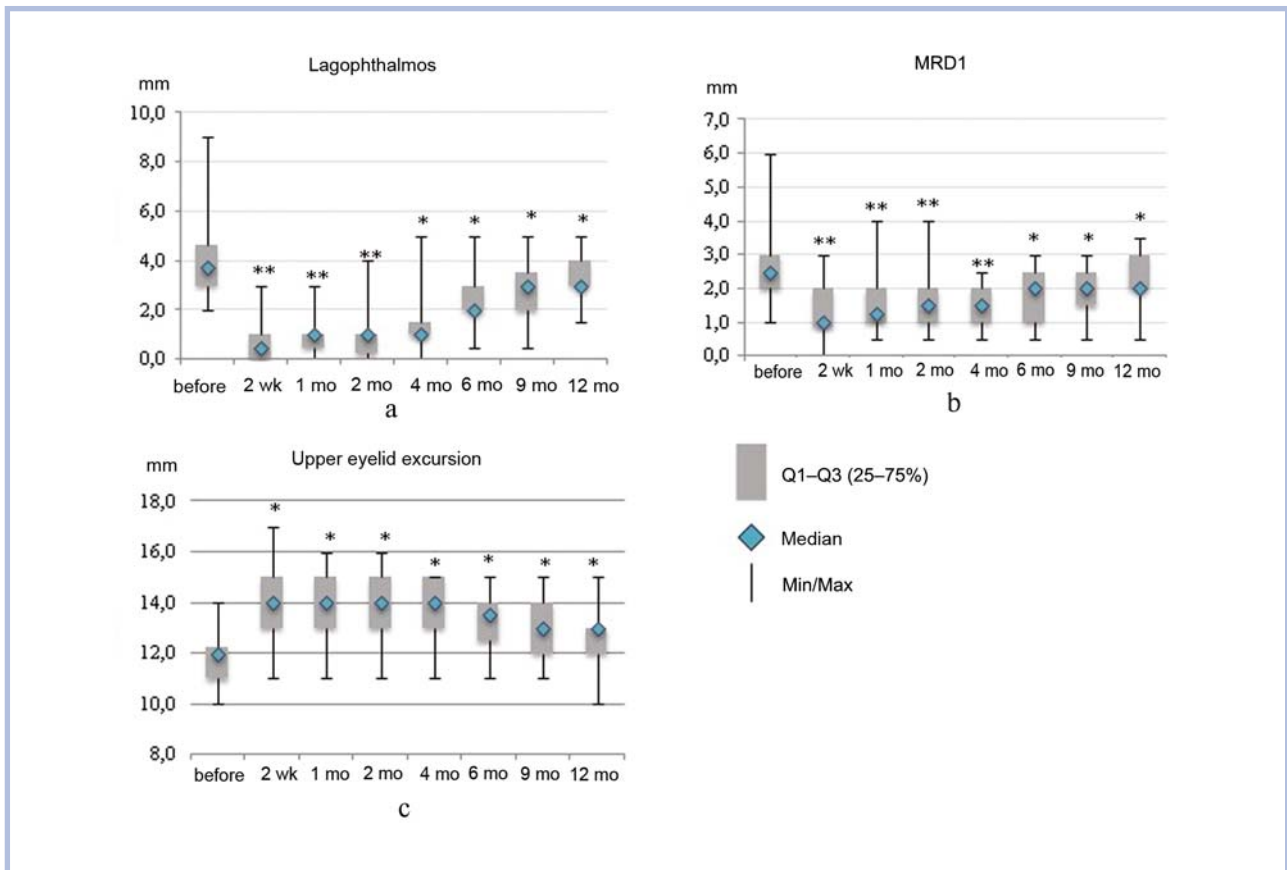 Lagophthalmos
mm
10,0
8,0
6,0
4,0
2,0
0,0
** ** ** * * * *
before 2 wk 1 mo 2 mo 4 mo 6 mo 9 mo 12 mo
a
MRD1
mm
7,0
6,0
5,0
4,0
3,0
2,0
1,0
0,0
** ** ** ** * * *
before 2 wk 1 mo 2 mo 4 mo 6 mo 9 mo 12 mo
b
Upper eyelid excursion
mm
18,0
16,0
14,0
12,0
10,0
8,0
* * * * * * *
before 2 wk 1 mo 2 mo 4 mo 6 mo 9 mo 12 mo
c
Q1–Q3 (25–75%)
Median
Min/Max